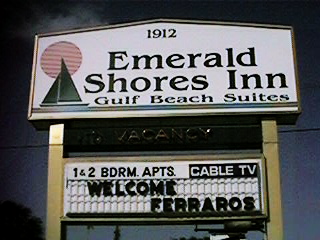 1912
Emerald
Shores Inn
Gulf Beach Suites
VACANCY
1 & 2 BDRM. APTS. CABLE TV
WELCOME
FERRAROS